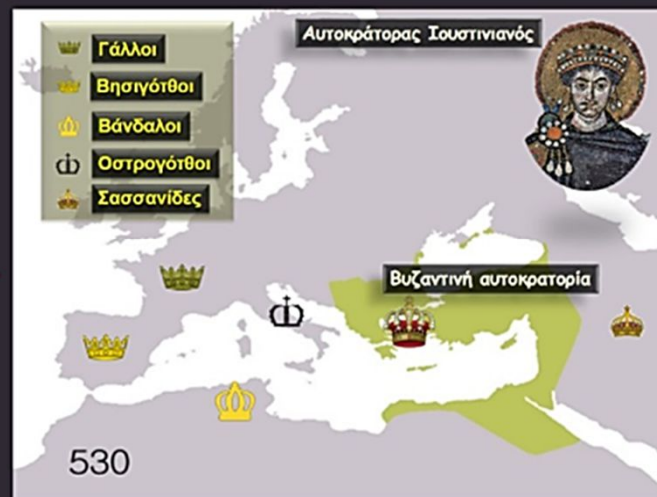 Αυτοκράτορας Ιουστινιανός
Γάλλοι
Βησιγότθοι
Βάνδαλοι
Οστρογότθοι
Σασσανίδες
Βυζαντινή αυτοκρατορία
530